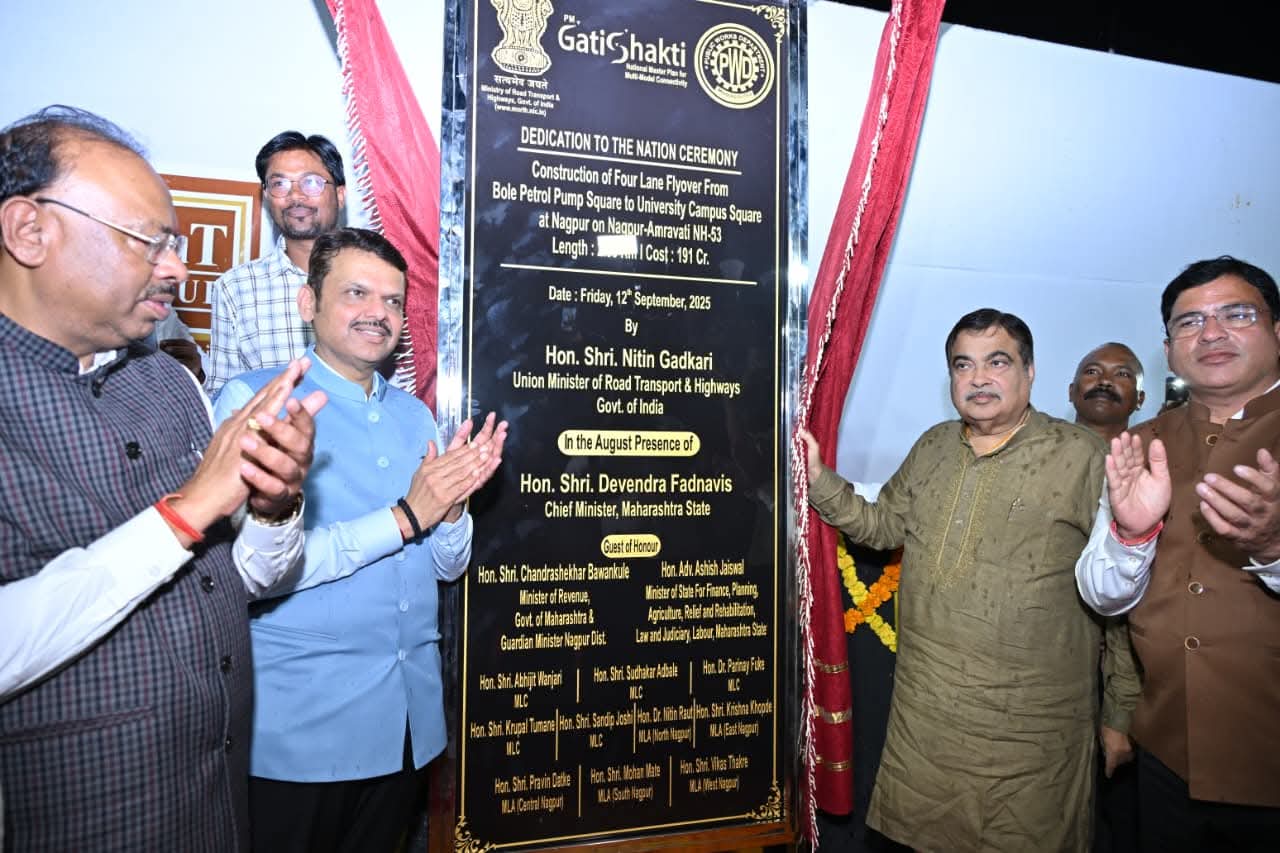 PM
GatiShakti
National Master Plan for
Multi-Modal Connectivity
PUBLIC WORKS DEPARTMENT
PWD
सत्यमेव जयते
Ministry of Road Transport &
Highways, Govt. of India
(www.morth.nic.in)
DEDICATION TO THE NATION CEREMONY
Construction of Four Lane Flyover From
Bole Petrol Pump Square to University Campus Square
at Nagpur on Nagpur-Amravati NH-53
Length : Km | Cost : 191 Cr.
Date : Friday, 12th September, 2025
By
Hon. Shri. Nitin Gadkari
Union Minister of Road Transport & Highways
Govt. of India
In the August Presence of
Hon. Shri. Devendra Fadnavis
Chief Minister, Maharashtra State
Guest of Honour
Hon. Shri. Chandrashekhar Bawankule
Minister of Revenue,
Govt. of Maharashtra &
Guardian Minister Nagpur Dist.
Hon. Adv. Ashish Jaiswal
Minister of State For Finance, Planning,
Agriculture, Relief and Rehabilitation,
Law and Judiciary, Labour, Maharashtra State
Hon. Shri. Abhijit Wanjari
MLC
Hon. Shri. Sudhakar Adbale
MLC
Hon. Dr. Parinay Fuke
MLC
Hon. Shri. Krupal Tumane
MLC
Hon. Shri. Sandip Joshi
MLC
Hon. Dr. Nitin Raut
MLA (North Nagpur)
Hon. Shri. Krishna Khopde
MLA (East Nagpur)
Hon. Shri. Pravin Datke
MLA (Central Nagpur)
Hon. Shri. Mohan Mate
MLA (South Nagpur)
Hon. Shri. Vikas Thakre
MLA (West Nagpur)